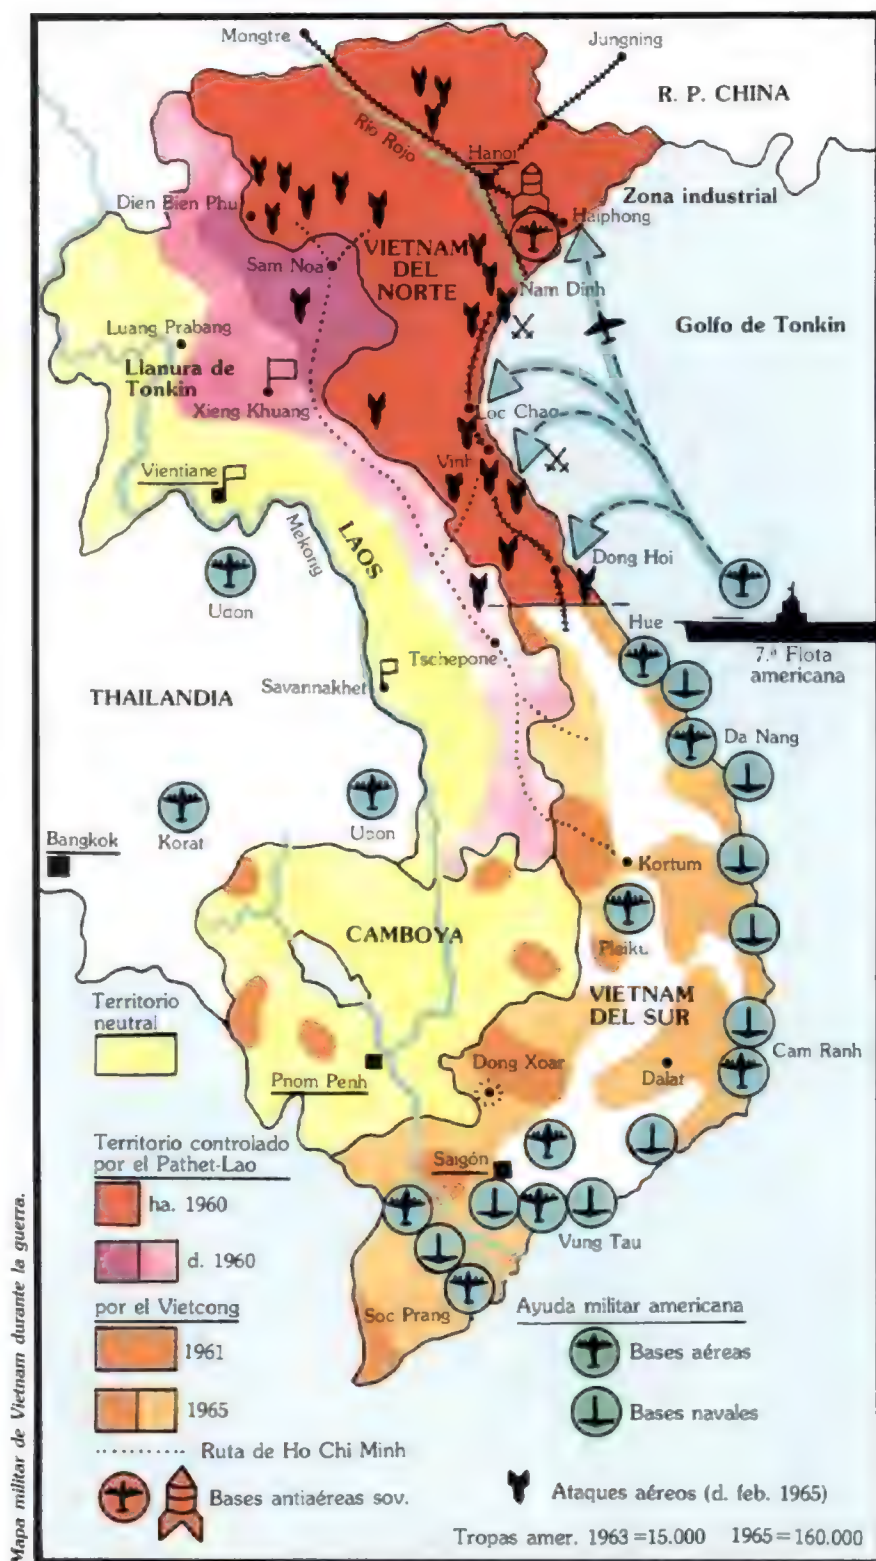 Mongtre
Jungning
R. P. CHINA
Rio Rojo
Hanoi
Zona industrial
Dien Bien Phu
Haiphong
VIETNAM
DEL
NORTE
Sam Noa
Nam Dinh
Luang Prabang
Golfo de Tonkin
Llanura de
Tonkin
Xieng Khuang
Loc Chao
Vinh
Vientiane
Mekong
LAOS
Dong Hoi
Udon
Hue
7.ª Flota
americana
Tschepone
THAILANDIA
Savannakhet
Da Nang
Bangkok
Korat
Ubon
Kortum
CAMBOYA
Pleiku
VIETNAM
DEL SUR
Territorio
neutral
Pnom Penh
Dong Xoar
Dalat
Cam Ranh
Territorio controlado
por el Pathet-Lao
Saigón
ha. 1960
d. 1960
Vung Tau
por el Vietcong
Soc Prang
Ayuda militar americana
1961
Bases aéreas
1965
Bases navales
Ruta de Ho Chi Minh
Bases antiaéreas sov.
Ataques aéreos (d. feb. 1965)
Tropas amer. 1963=15.000 1965=160.000
Mapa militar de Vietnam durante la guerra.